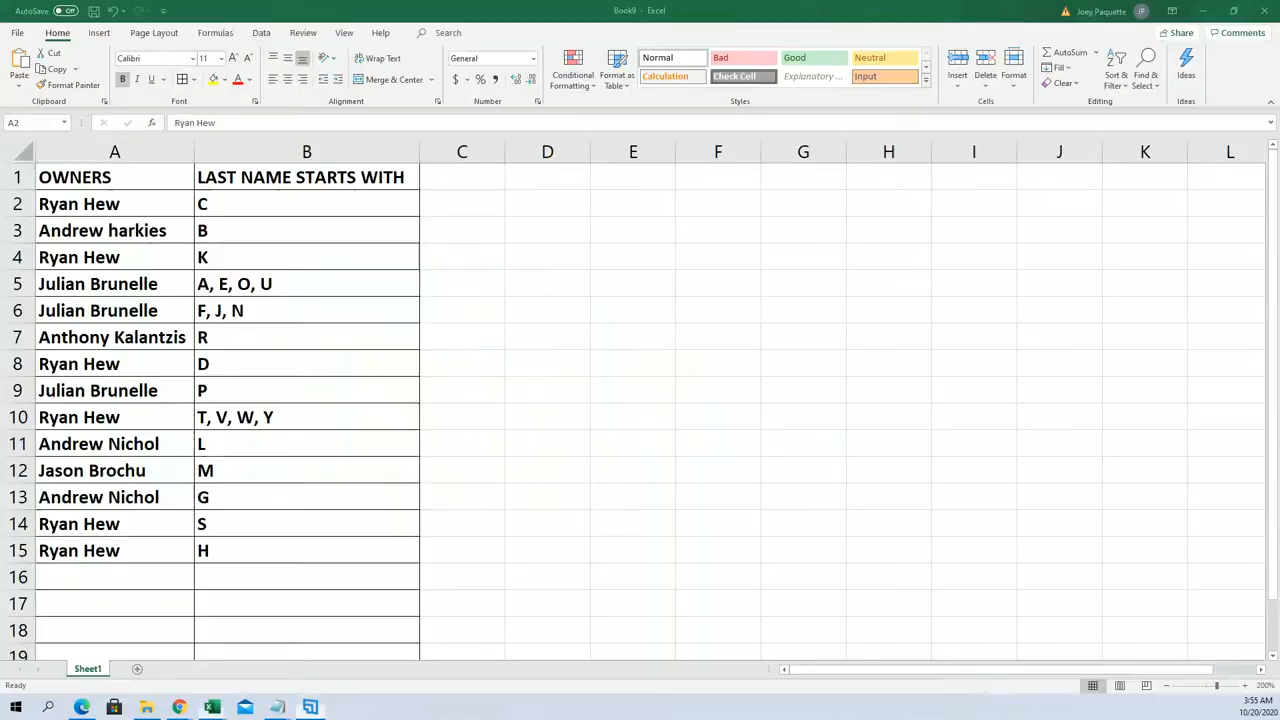 AutoSave Off Book9 - Excel Joey Paquette JP
File Home Insert Page Layout Formulas Data Review View Help Search Share Comments
Paste Cut Copy Format Painter Clipboard
Calibri 11 A A B I U A Font
Wrap Text Merge & Center Alignment
General $ % , Number
Conditional Formatting Format as Table
Normal Bad Good Neutral
Calculation Check Cell Explanatory ... Input
Styles
Insert Delete Format Cells
AutoSum Fill Clear Sort & Filter Find & Select Editing
Ideas Ideas
A2 fx Ryan Hew
A B C D E F G H I J K L
1 OWNERS LAST NAME STARTS WITH
2 Ryan Hew C
3 Andrew harkies B
4 Ryan Hew K
5 Julian Brunelle A, E, O, U
6 Julian Brunelle F, J, N
7 Anthony Kalantzis R
8 Ryan Hew D
9 Julian Brunelle P
10 Ryan Hew T, V, W, Y
11 Andrew Nichol L
12 Jason Brochu M
13 Andrew Nichol G
14 Ryan Hew S
15 Ryan Hew H
16
17
18
19
Sheet1
Ready 200%
3:55 AM
10/20/2020